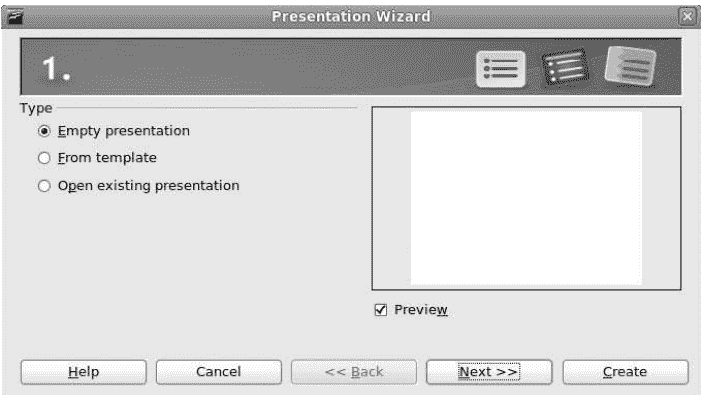 Presentation Wizard
1.
Type
Empty presentation
From template
Open existing presentation
Preview
Help
Cancel
<< Back
Next >>
Create